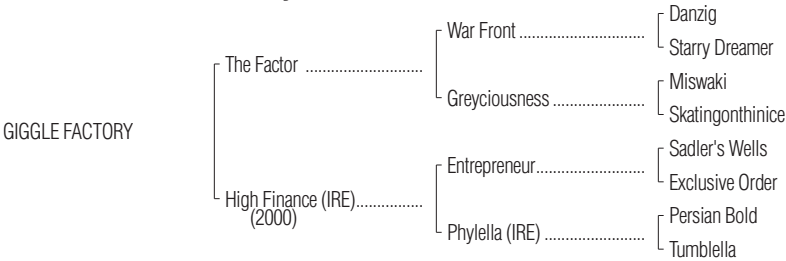 Danzig
War Front ..............................
Starry Dreamer
The Factor ...........................
Miswaki
Greyciousness ......................
Skatingonthinice
GIGGLE FACTORY
Sadler's Wells
Entrepreneur..........................
Exclusive Order
High Finance (IRE)................
(2000)
Persian Bold
Phylella (IRE) ........................
Tumblella